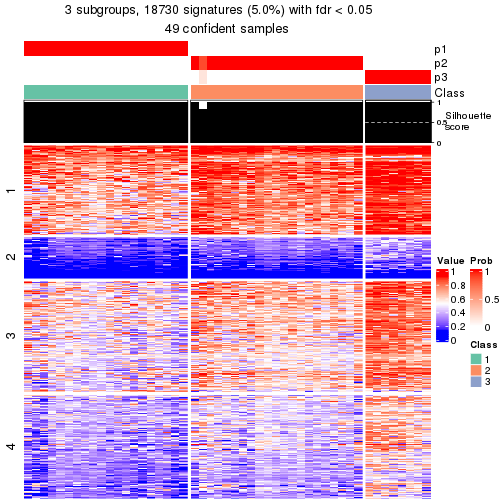 3 subgroups, 18730 signatures (5.0%) with fdr < 0.05
49 confident samples
p1
p2
p3
Class
1
0.5
0
Silhouette
score
1
2
3
4
Value
1
0.8
0.6
0.4
0.2
0
Prob
1
0.5
0
Class
1
2
3